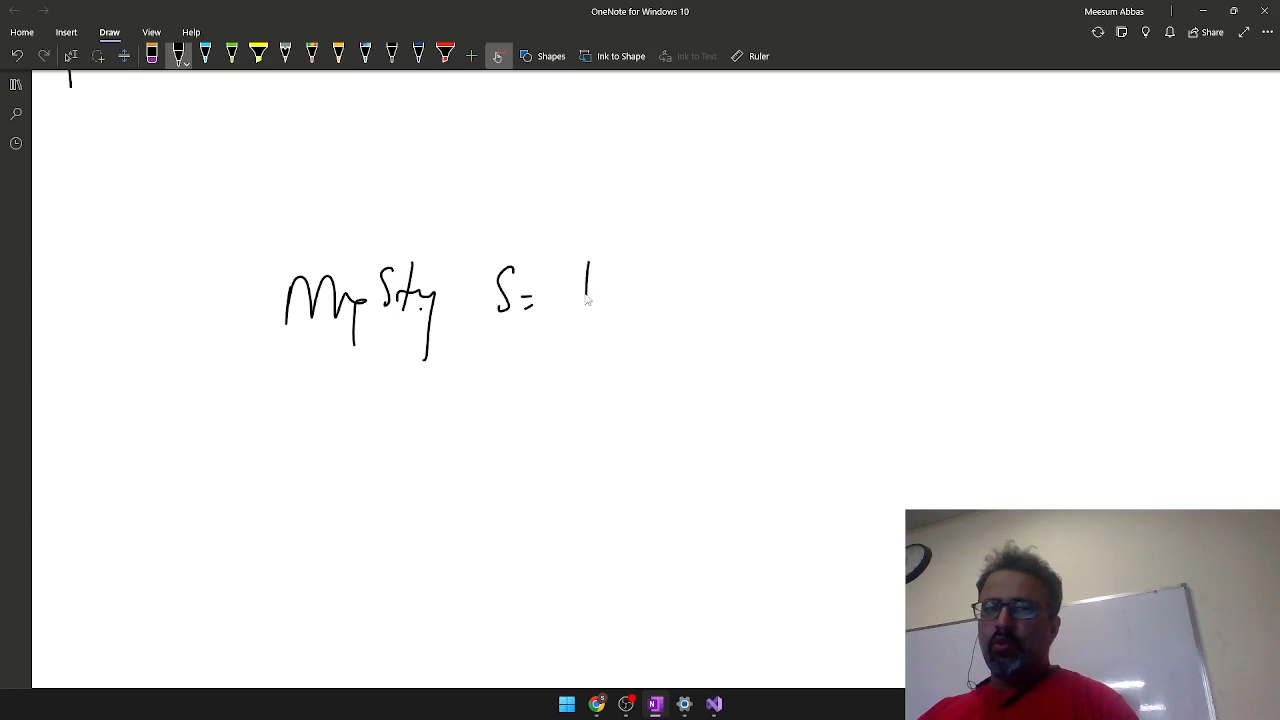 OneNote for Windows 10
Meesum Abbas
Home Insert Draw View Help
Share
Shapes Ink to Shape Ink to Text Ruler
S =